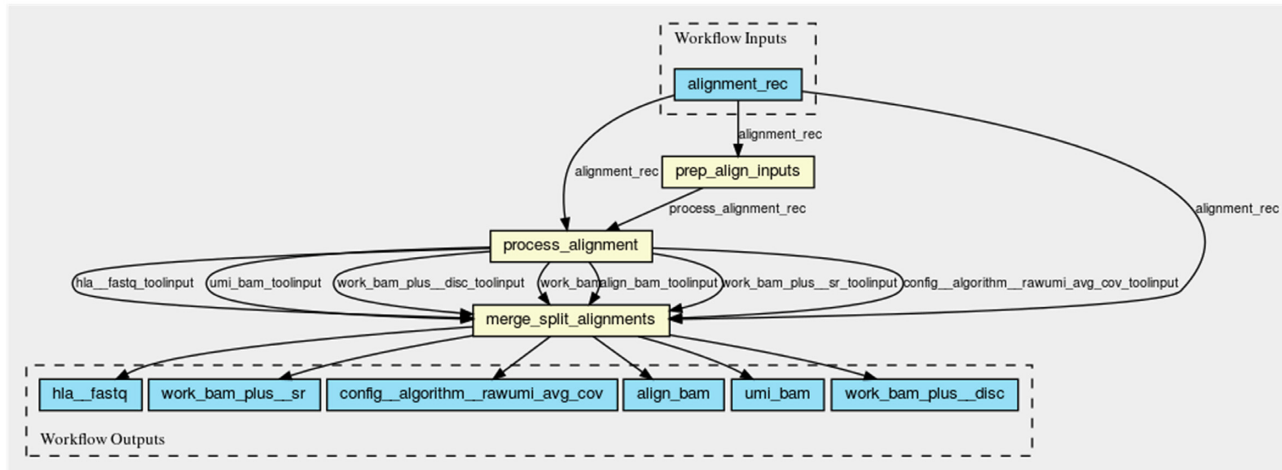 Workflow Inputs
alignment_rec
alignment_rec
prep_align_inputs
alignment_rec
process_alignment_rec
alignment_rec
process_alignment
hla__fastq_toolinput
umi_bam_toolinput
work_bam_plus__disc_toolinput
work_bam
align_bam_toolinput
work_bam_plus__sr_toolinput
config__algorithm__rawumi_avg_cov_toolinput
merge_split_alignments
hla__fastq
work_bam_plus__sr
config__algorithm__rawumi_avg_cov
align_bam
umi_bam
work_bam_plus__disc
Workflow Outputs